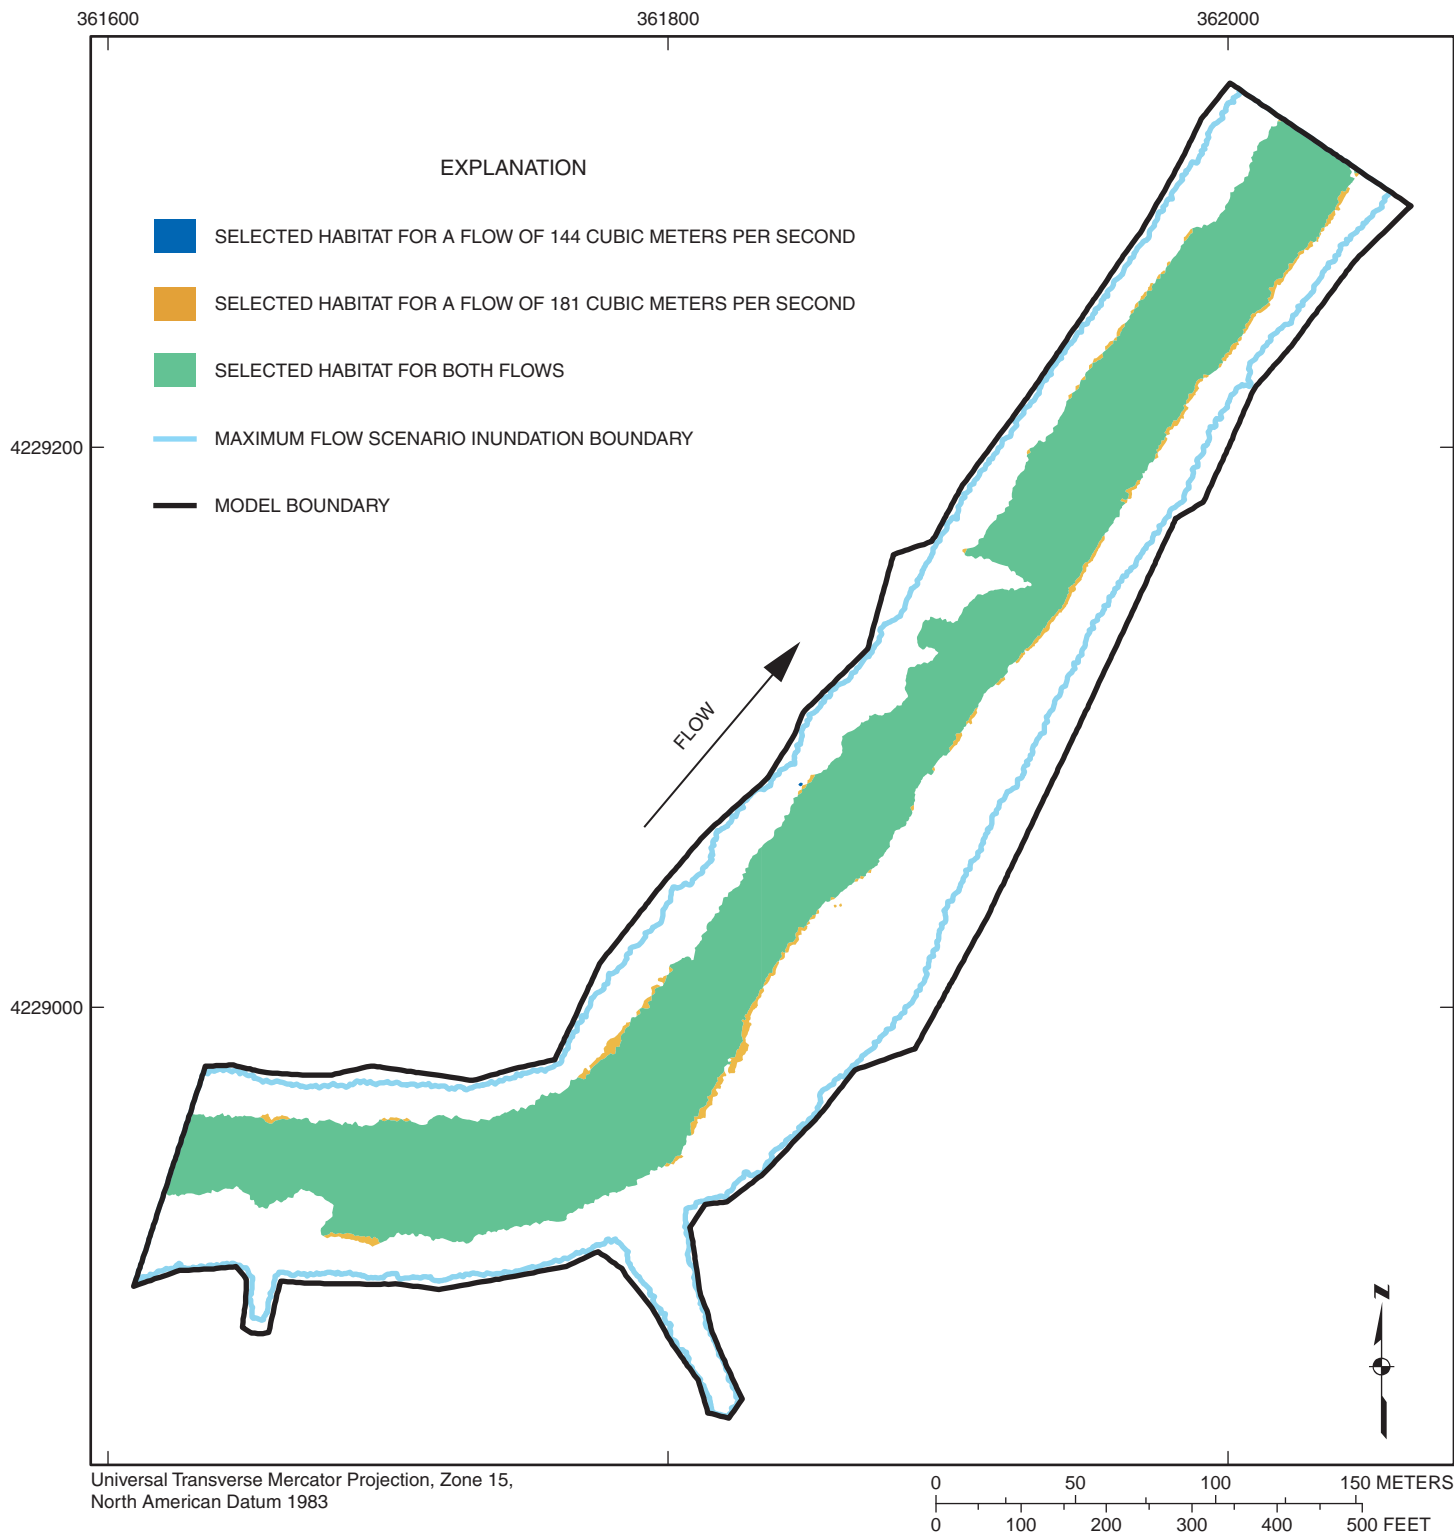 361600 361800 362000
EXPLANATION
SELECTED HABITAT FOR A FLOW OF 144 CUBIC METERS PER SECOND
SELECTED HABITAT FOR A FLOW OF 181 CUBIC METERS PER SECOND
SELECTED HABITAT FOR BOTH FLOWS
MAXIMUM FLOW SCENARIO INUNDATION BOUNDARY
MODEL BOUNDARY
4229200
FLOW
4229000
N
Universal Transverse Mercator Projection, Zone 15,
North American Datum 1983
0 50 100 150 METERS
0 100 200 300 400 500 FEET